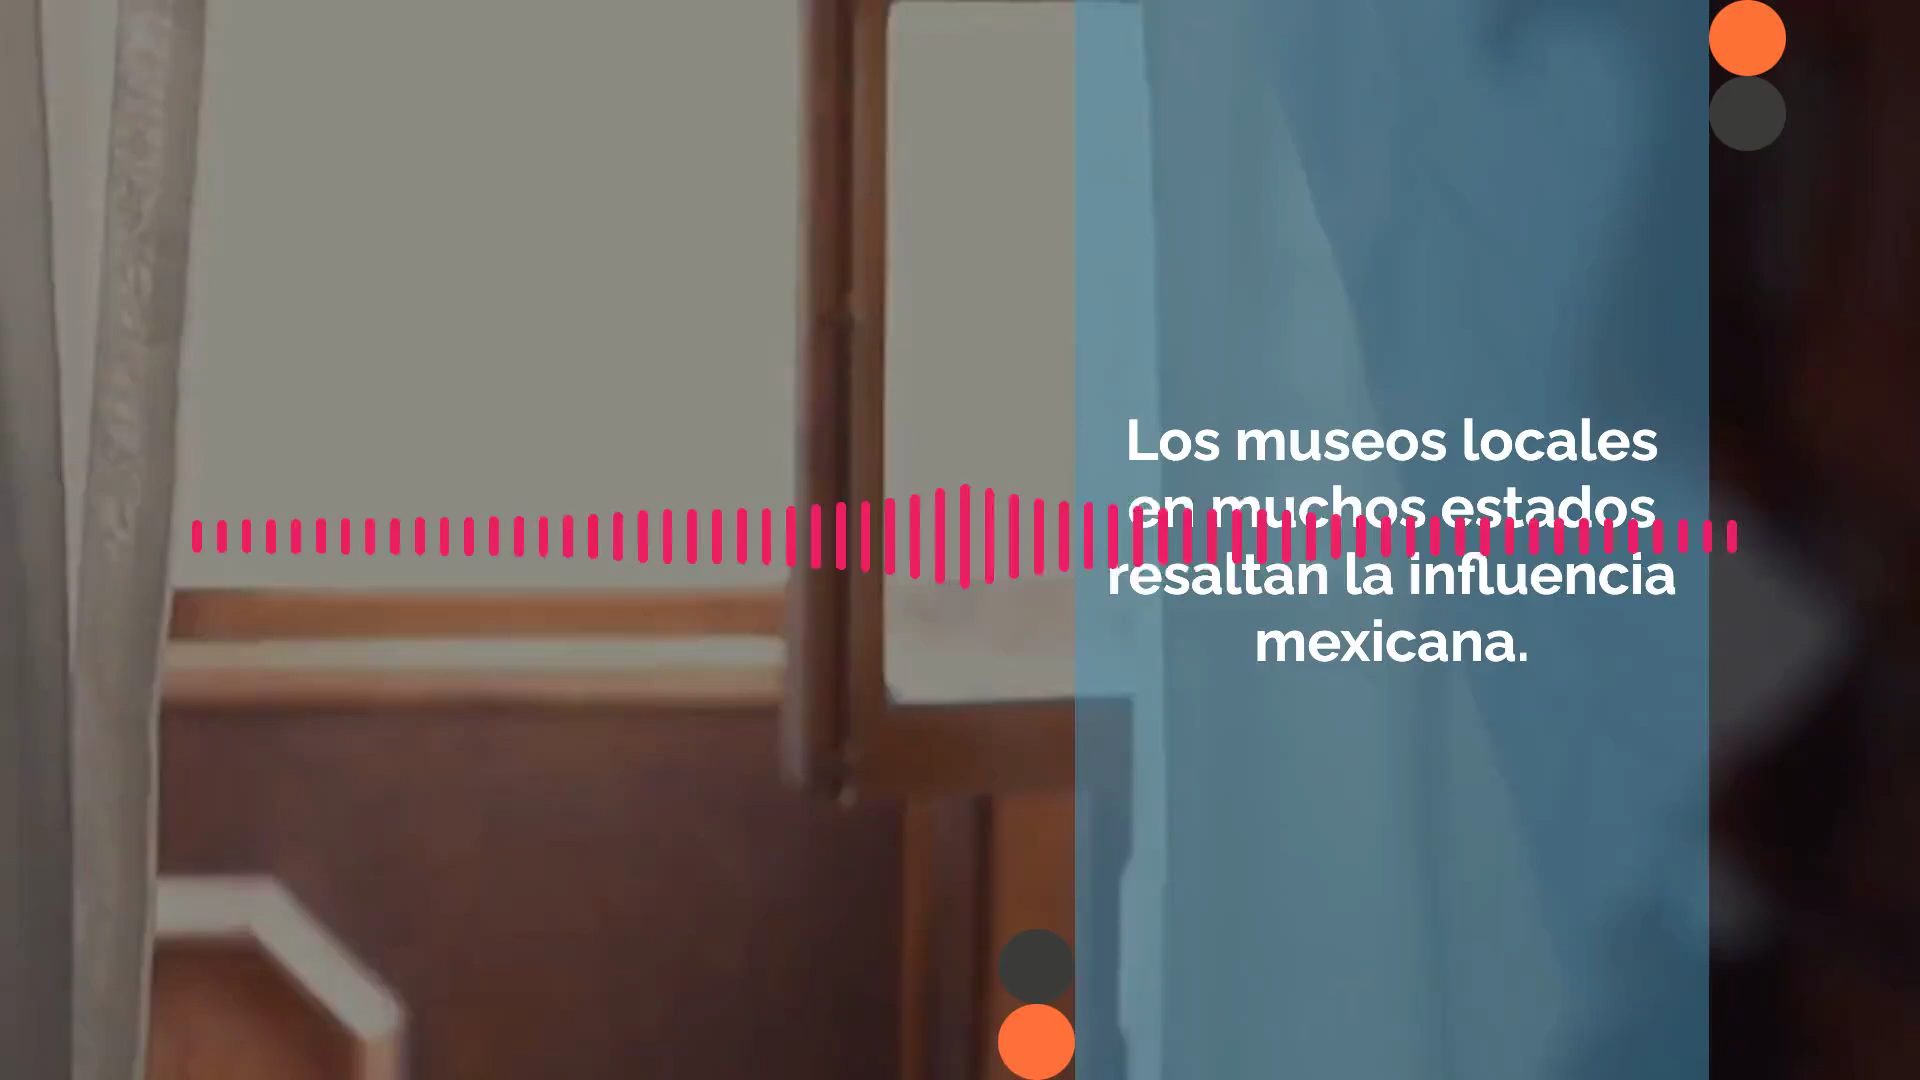 Los museos locales
en muchos estados
resaltan la influencia
mexicana.